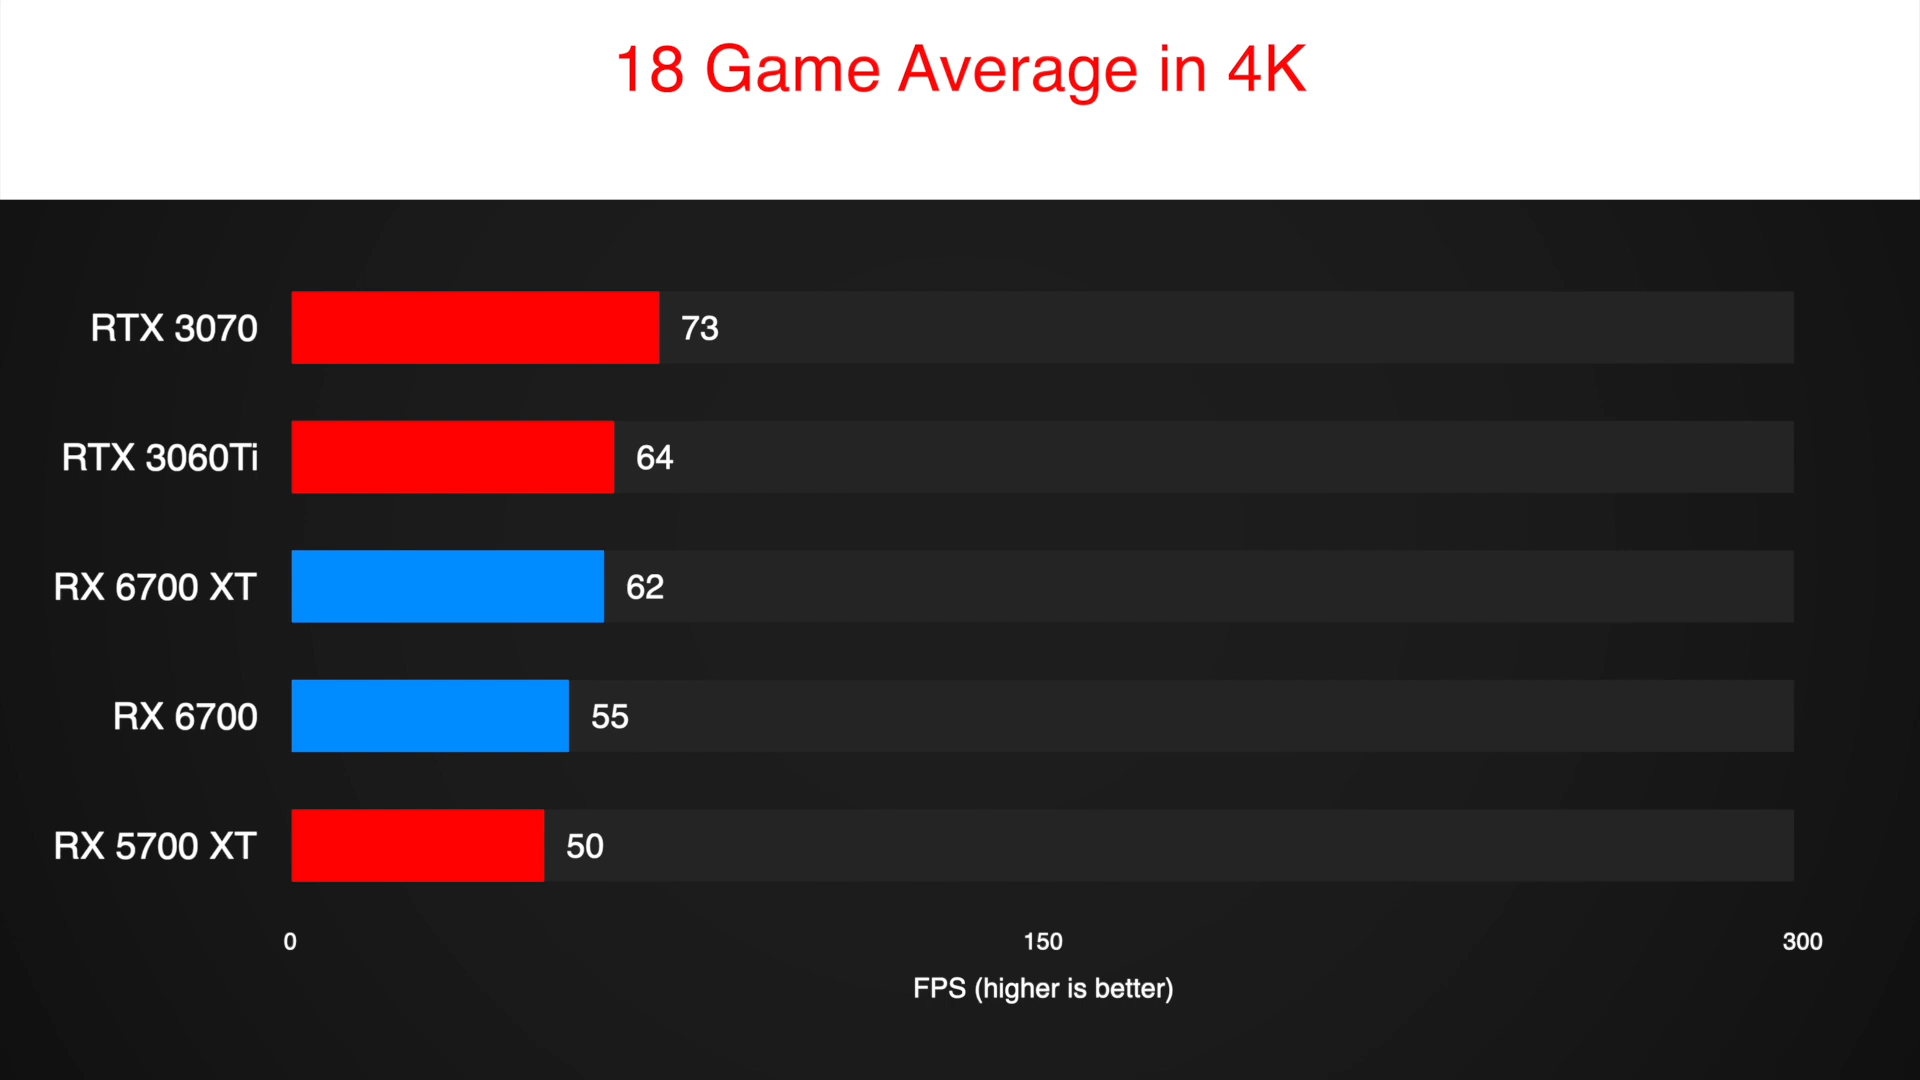 18 Game Average in 4K
RTX 3070 73
RTX 3060Ti 64
RX 6700 XT 62
RX 6700 55
RX 5700 XT 50
0 150 300
FPS (higher is better)